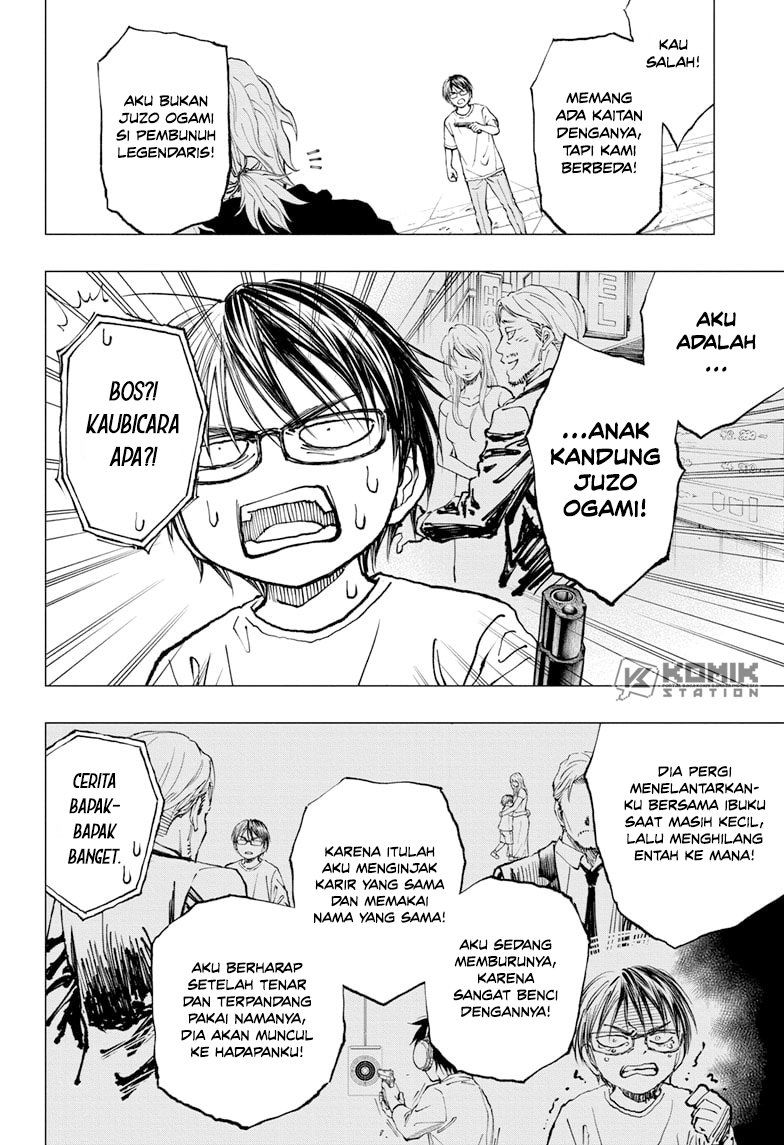 KAU
SALAH!
MEMANG
ADA KAITAN
DENGANYA,
TAPI KAMI
BERBEDA!
AKU BUKAN
JUZO OGAMI
SI PEMBUNUH
LEGENDARIS!
AKU
ADALAH
...
...ANAK
KANDUNG
JUZO
OGAMI!
BOS?!
KAUBICARA
APA?!
HO
EL
KOMIK
STATION
DIA PERGI
MENELANTARKAN-
KU BERSAMA IBUKU
SAAT MASIH KECIL,
LALU MENGHILANG
ENTAH KE MANA!
KARENA ITULAH
AKU MENGINJAK
KARIR YANG SAMA
DAN MEMAKAI
NAMA YANG SAMA!
CERITA
BAPAK-
BAPAK
BANGET.
AKU SEDANG
MEMBURUNYA,
KARENA
SANGAT BENCI
DENGANNYA!
AKU BERHARAP
SETELAH TENAR
DAN TERPANDANG
PAKAI NAMANYA,
DIA AKAN MUNCUL
KE HADAPANKU!